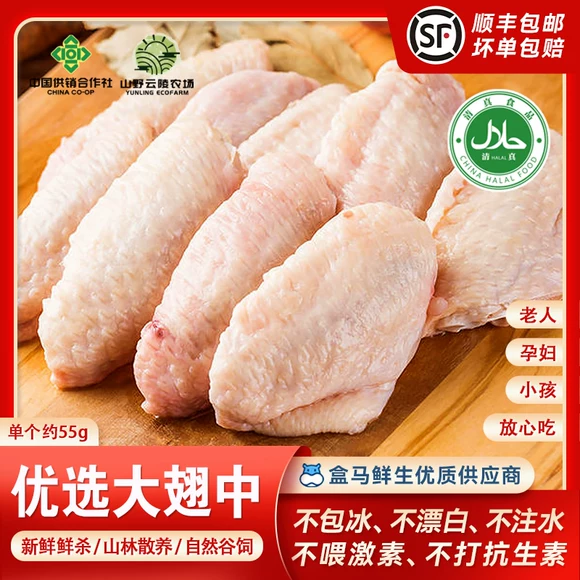 中国供销合作社
CHINA CO-OP
山野云陵农场
YUNLING ECOFARM
SF
顺丰包邮
坏单包赔
清真食品
حلال
清 HALAL 真
CHINA HALAL FOOD
老人
孕妇
小孩
放心吃
单个约55g
优选大翅中
新鲜鲜杀/山林散养/自然谷饲
盒马鲜生优质供应商
不包冰、不漂白、不注水
不喂激素、不打抗生素